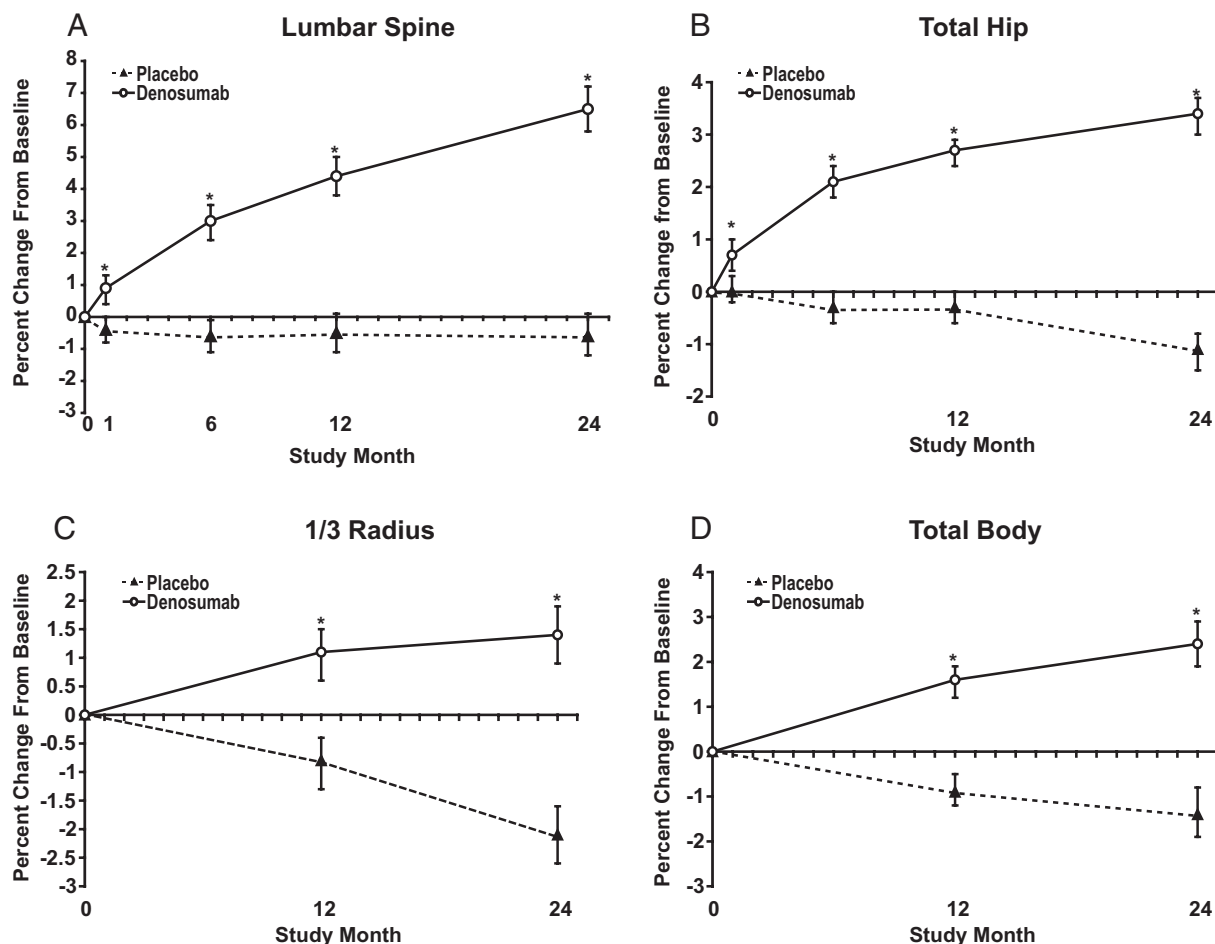 A
Lumbar Spine
Percent Change From Baseline
8
7
6
5
4
3
2
1
0
-1
-2
-3
Placebo
Denosumab
*
*
*
*
0 1 6 12 24
Study Month
B
Total Hip
Percent Change from Baseline
4
3
2
1
0
-1
-2
Placebo
Denosumab
*
*
*
*
0 12 24
Study Month
C
1/3 Radius
Percent Change From Baseline
2.5
2
1.5
1
0.5
0
-0.5
-1
-1.5
-2
-2.5
-3
Placebo
Denosumab
*
*
0 12 24
Study Month
D
Total Body
Percent Change From Baseline
4
3
2
1
0
-1
-2
-3
Placebo
Denosumab
*
*
0 12 24
Study Month